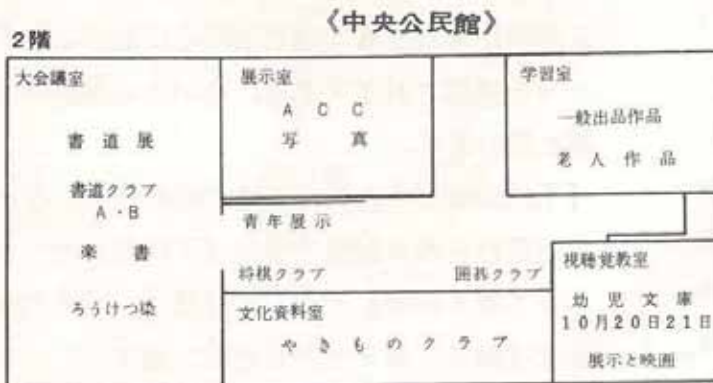 《中央公民館》
2階
大会議室
書道展
書道クラブ
A・B
楽書
ろうけつ染
展示室
ACC
写真
学習室
一般出品作品
老人作品
青年展示
将棋クラブ
囲碁クラブ
文化資料室
やきものクラブ
視聴覚教室
幼児文庫
10月20日21日
展示と映画